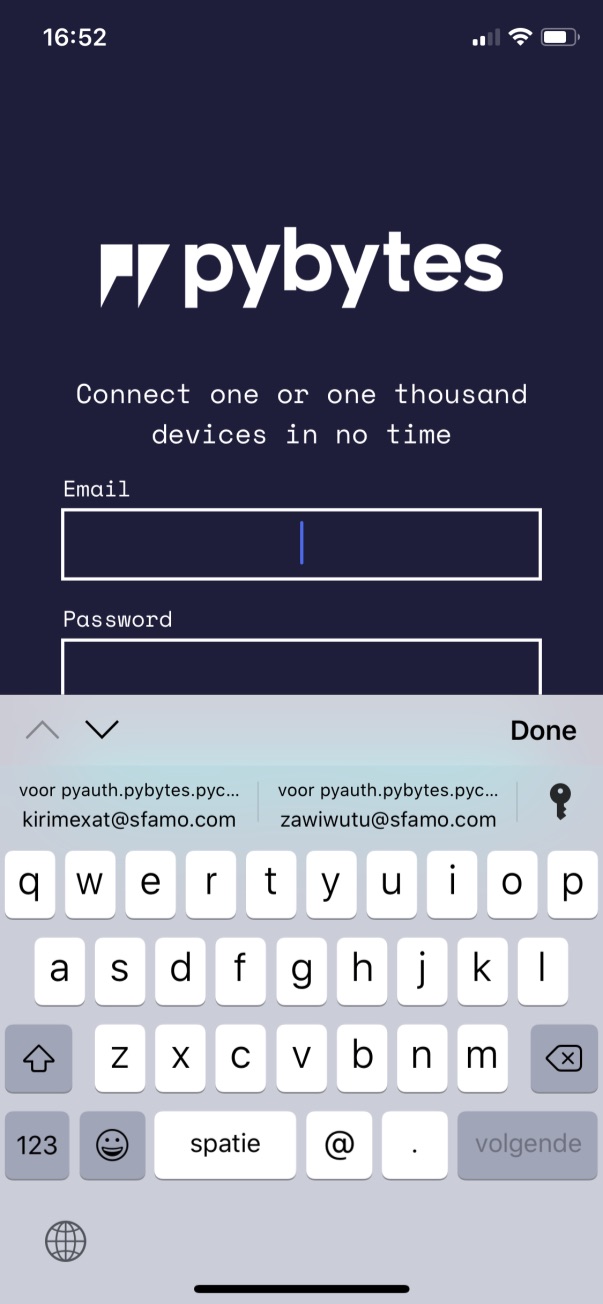 16:52
pybytes
Connect one or one thousand
devices in no time
Email
Password
Done
voor pyauth.pybytes.pyc... voor pyauth.pybytes.pyc...
kirimexat@sfamo.com zawiwutu@sfamo.com
q w e r t y u i o p
a s d f g h j k l
z x c v b n m
123 spatie @ . volgende